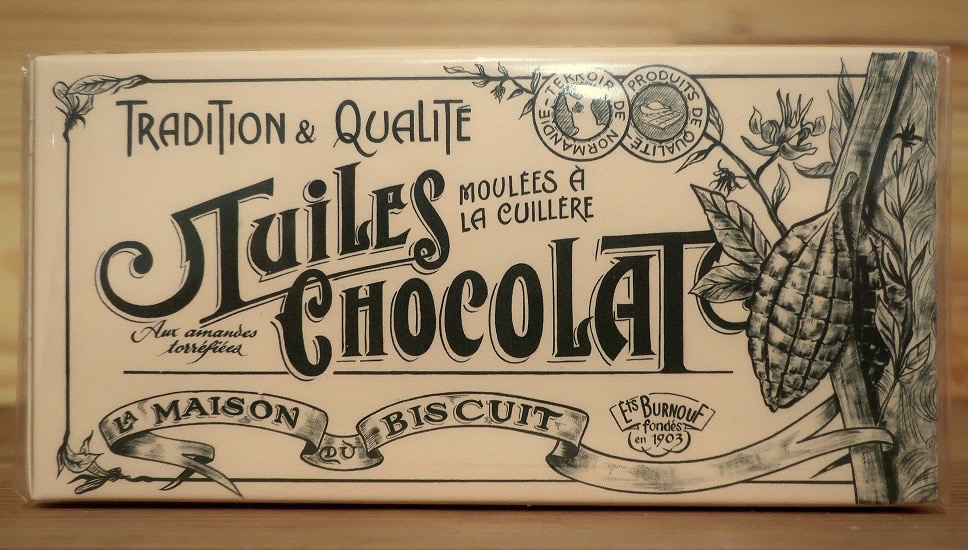 TRADITION & QUALITÉ
TERROIR DE NORMANDIE
PRODUITS DE QUALITÉ
TUILES
MOULÉES À
LA CUILLÈRE
CHOCOLAT
Aux amandes
torréfiées
LA MAISON DU BISCUIT
Ets BURNOUF
fondés
en 1903